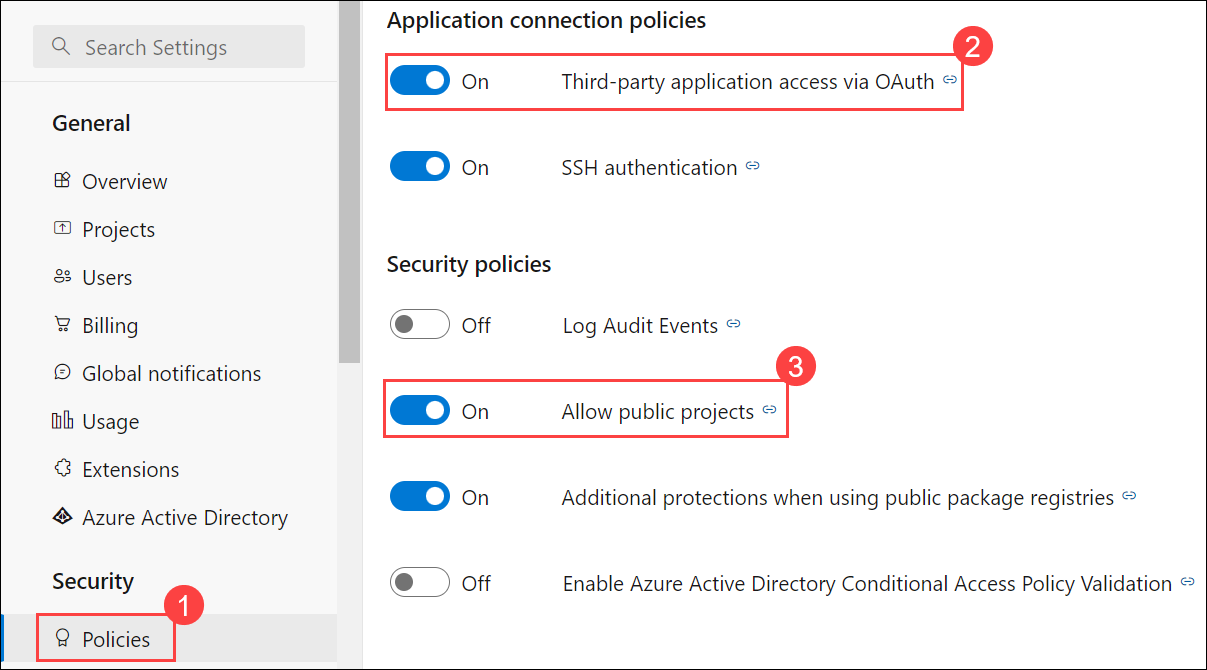 Search Settings
General
Overview
Projects
Users
Billing
Global notifications
Usage
Extensions
Azure Active Directory
Security
1
Policies
Application connection policies
2
On Third-party application access via OAuth
On SSH authentication
Security policies
Off Log Audit Events
3
On Allow public projects
On Additional protections when using public package registries
Off Enable Azure Active Directory Conditional Access Policy Validation